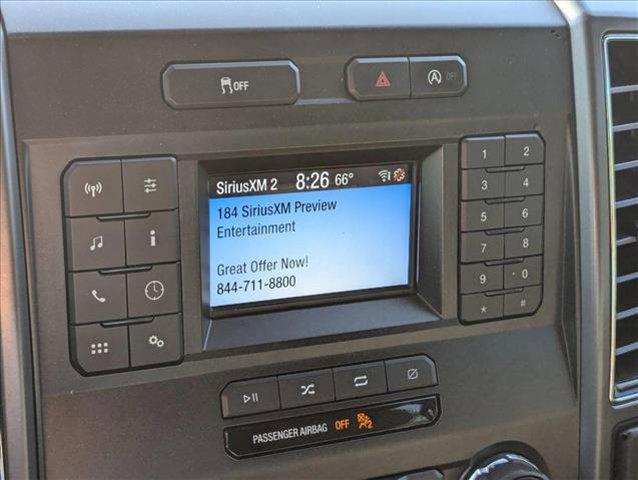 OFF
A OFF
SiriusXM 2 8:26 66°
184 SiriusXM Preview
Entertainment
Great Offer Now!
844-711-8800
i
1 2
3 4
5 6
7 8
9 0
* #
PASSENGER AIRBAG OFF 2